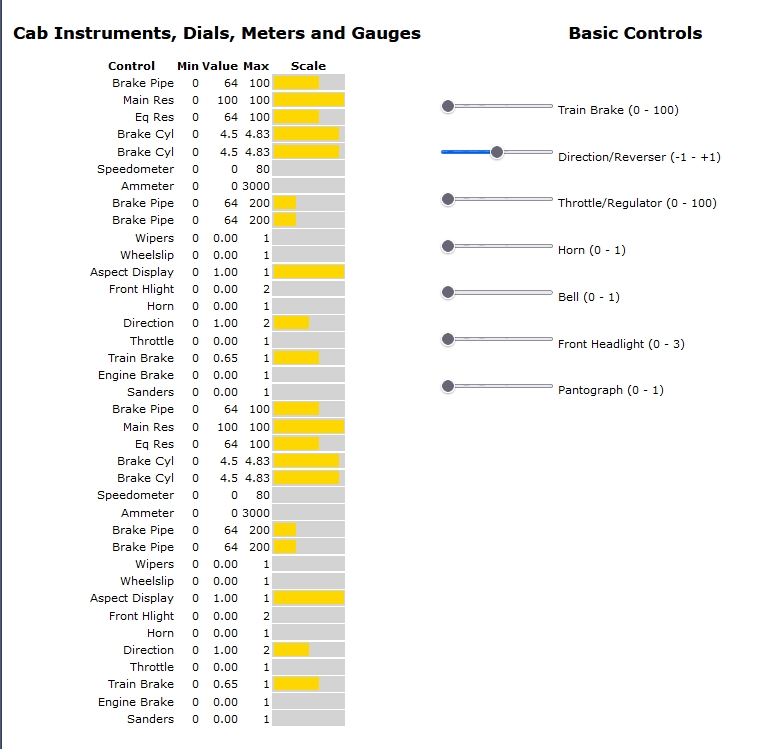 Cab Instruments, Dials, Meters and Gauges
Control Min Value Max Scale
Brake Pipe 0 64 100
Main Res 0 100 100
Eq Res 0 64 100
Brake Cyl 0 4.5 4.83
Brake Cyl 0 4.5 4.83
Speedometer 0 0 80
Ammeter 0 0 3000
Brake Pipe 0 64 200
Brake Pipe 0 64 200
Wipers 0 0.00 1
Wheelslip 0 0.00 1
Aspect Display 0 1.00 1
Front Hlight 0 0.00 2
Horn 0 0.00 1
Direction 0 1.00 2
Throttle 0 0.00 1
Train Brake 0 0.65 1
Engine Brake 0 0.00 1
Sanders 0 0.00 1
Brake Pipe 0 64 100
Main Res 0 100 100
Eq Res 0 64 100
Brake Cyl 0 4.5 4.83
Brake Cyl 0 4.5 4.83
Speedometer 0 0 80
Ammeter 0 0 3000
Brake Pipe 0 64 200
Brake Pipe 0 64 200
Wipers 0 0.00 1
Wheelslip 0 0.00 1
Aspect Display 0 1.00 1
Front Hlight 0 0.00 2
Horn 0 0.00 1
Direction 0 1.00 2
Throttle 0 0.00 1
Train Brake 0 0.65 1
Engine Brake 0 0.00 1
Sanders 0 0.00 1
Basic Controls
Train Brake (0 - 100)
Direction/Reverser (-1 - +1)
Throttle/Regulator (0 - 100)
Horn (0 - 1)
Bell (0 - 1)
Front Headlight (0 - 3)
Pantograph (0 - 1)